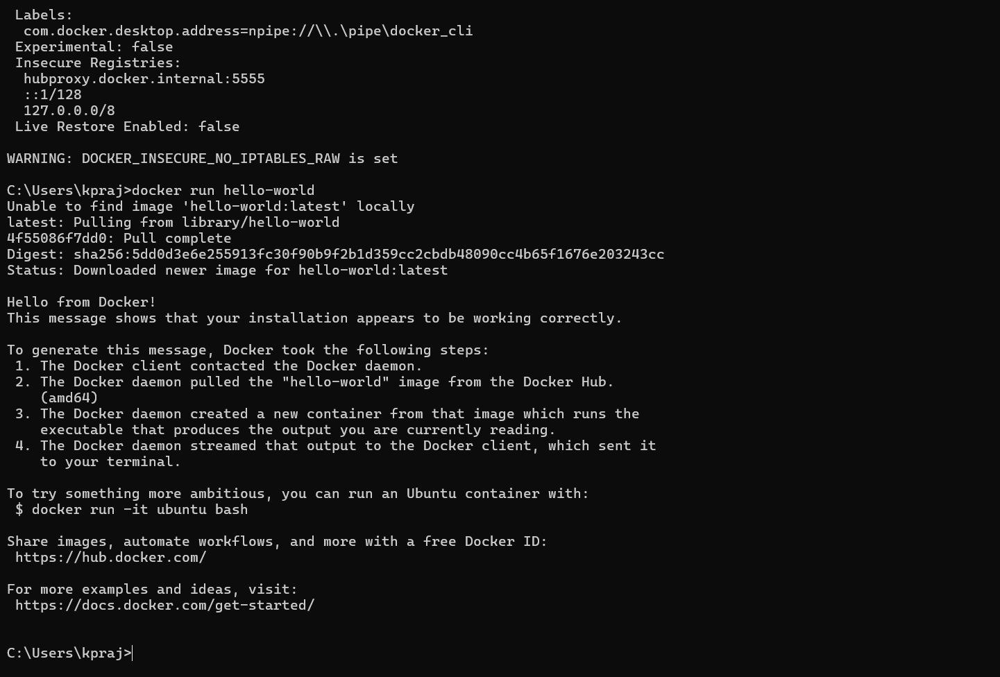 Labels:
com.docker.desktop.address=npipe://\\.\pipe\docker_cli
Experimental: false
Insecure Registries:
hubproxy.docker.internal:5555
::1/128
127.0.0.0/8
Live Restore Enabled: false
WARNING: DOCKER_INSECURE_NO_IPTABLES_RAW is set
C:\Users\kpraj>docker run hello-world
Unable to find image 'hello-world:latest' locally
latest: Pulling from library/hello-world
4f55086f7dd0: Pull complete
Digest: sha256:5dd0d3e6e255913fc30f90b9f2b1d359cc2cbdb48090cc4b65f1676e203243cc
Status: Downloaded newer image for hello-world:latest
Hello from Docker!
This message shows that your installation appears to be working correctly.
To generate this message, Docker took the following steps:
1. The Docker client contacted the Docker daemon.
2. The Docker daemon pulled the "hello-world" image from the Docker Hub.
(amd64)
3. The Docker daemon created a new container from that image which runs the
executable that produces the output you are currently reading.
4. The Docker daemon streamed that output to the Docker client, which sent it
to your terminal.
To try something more ambitious, you can run an Ubuntu container with:
$ docker run -it ubuntu bash
Share images, automate workflows, and more with a free Docker ID:
https://hub.docker.com/
For more examples and ideas, visit:
https://docs.docker.com/get-started/
C:\Users\kpraj>